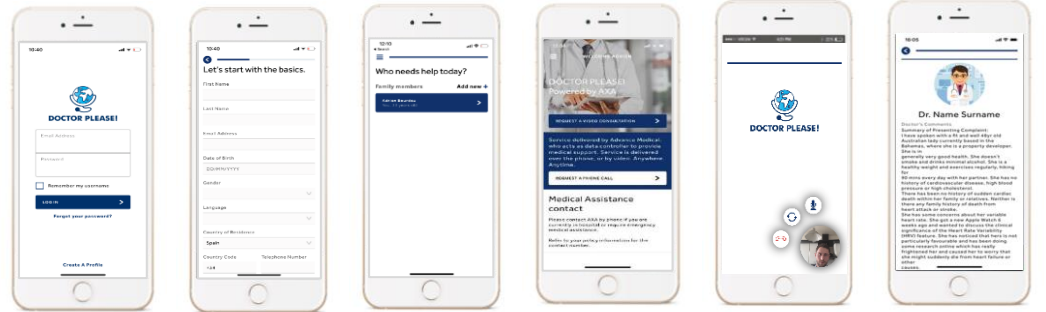 10:40
DOCTOR PLEASE!
Email Address
Password
Remember my username
LOG IN >
Forgot your password?
Create A Profile
10:40
Let's start with the basics.
First Name
Last Name
Email Address
Date of Birth
DD/MM/YYYY
Gender
Language
Country of Residence
Spain
Country Code Telephone Number
+34
10:10
Search
Who needs help today?
Family members Add new +
>
DOCTOR PLEASE!
Powered by AXA
REQUEST A VIDEO CONSULTATION >
Service delivered by Advance Medical,
who acts as data controller to provide
medical support. Service is delivered
over the phone, or by video. Anywhere.
Anytime.
REQUEST A PHONE CALL >
Medical Assistance
contact
Please contact AXA by phone if you are
currently in hospital or require emergency
medical assistance.
Refer to your policy information for the
contact number.
DOCTOR PLEASE!
16:05
Dr. Name Surname
Doctor's Comments
Summary of Presenting Complaint:
I have spoken with a fit and well 49yr old
Australian lady currently based in the
Bahamas, where she is a property developer.
She is in
generally very good health. She doesn't
smoke and drinks minimal alcohol. She is a
healthy weight and exercises regularly, hiking
for
90 mins every day with her partner. She has no
history of cardiovascular disease, high blood
pressure or high cholesterol.
There has been no history of sudden cardiac
death within her family or relatives. Neither is
there any family history of death from
heart attack or stroke.
She has some concerns about her variable
heart rate. She got a new Apple Watch 6
weeks ago and wanted to discuss the clinical
significance of the Heart Rate Variability
(HRV) feature. She has noticed that hers is not
particularly favourable and has been doing
some research online which has really
frightened her and caused her to worry that
she might suddenly die from heart failure or
other
causes.